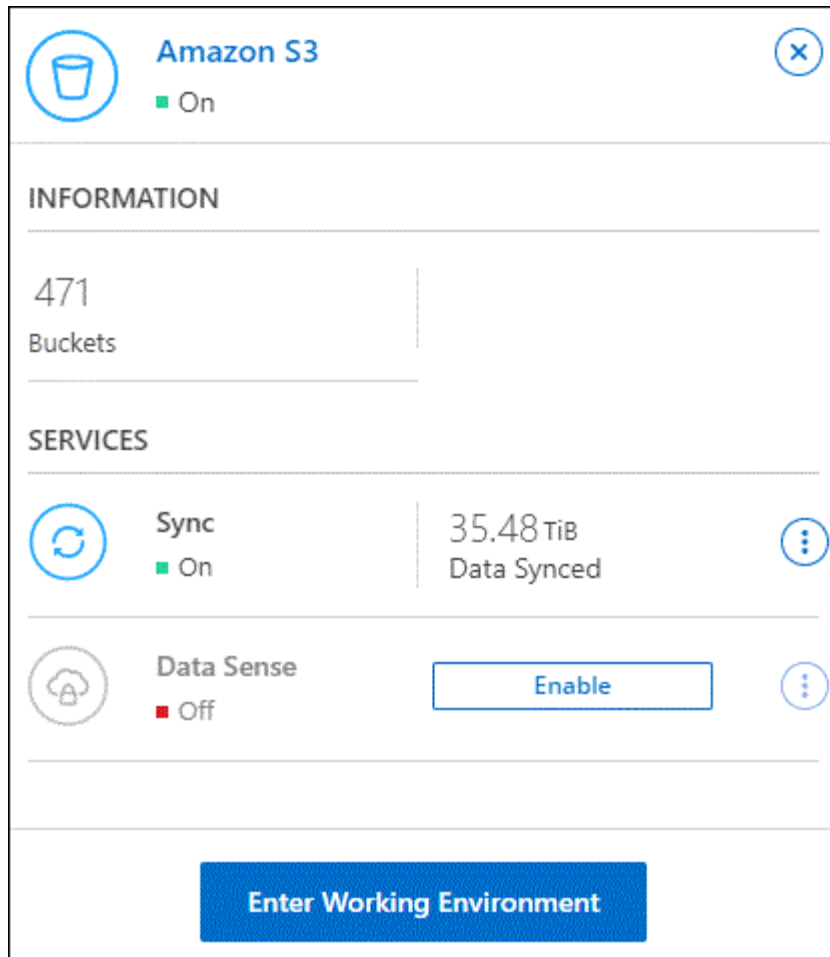 Amazon S3
On
INFORMATION
471
Buckets
SERVICES
Sync
On
35.48 TiB
Data Synced
Data Sense
Off
Enable
Enter Working Environment